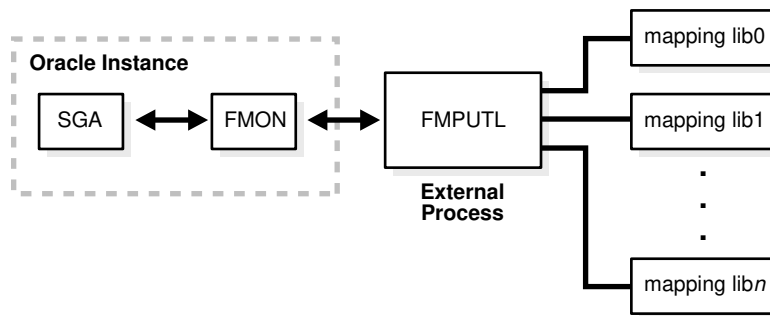 mapping lib0
Oracle Instance
SGA
FMON
FMPUTL
mapping lib1
External
Process
.
.
.
mapping libn